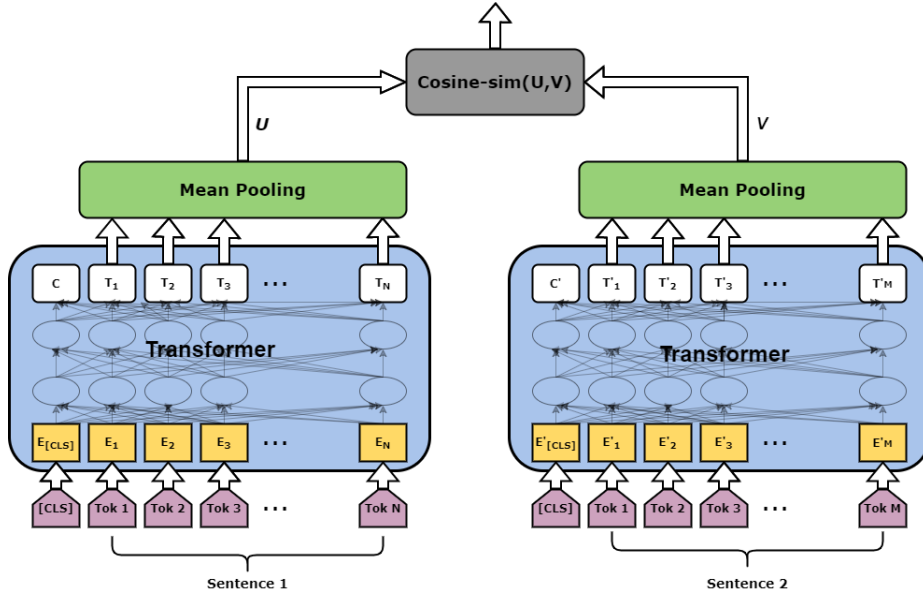 Cosine-sim(U,V)
U
V
Mean Pooling
Mean Pooling
C T1 T2 T3 ... TN
C' T'1 T'2 T'3 ... T'M
Transformer
Transformer
E[CLS] E1 E2 E3 ... EN
E'[CLS] E'1 E'2 E'3 ... E'M
[CLS] Tok 1 Tok 2 Tok 3 ... Tok N
[CLS] Tok 1 Tok 2 Tok 3 ... Tok M
Sentence 1
Sentence 2